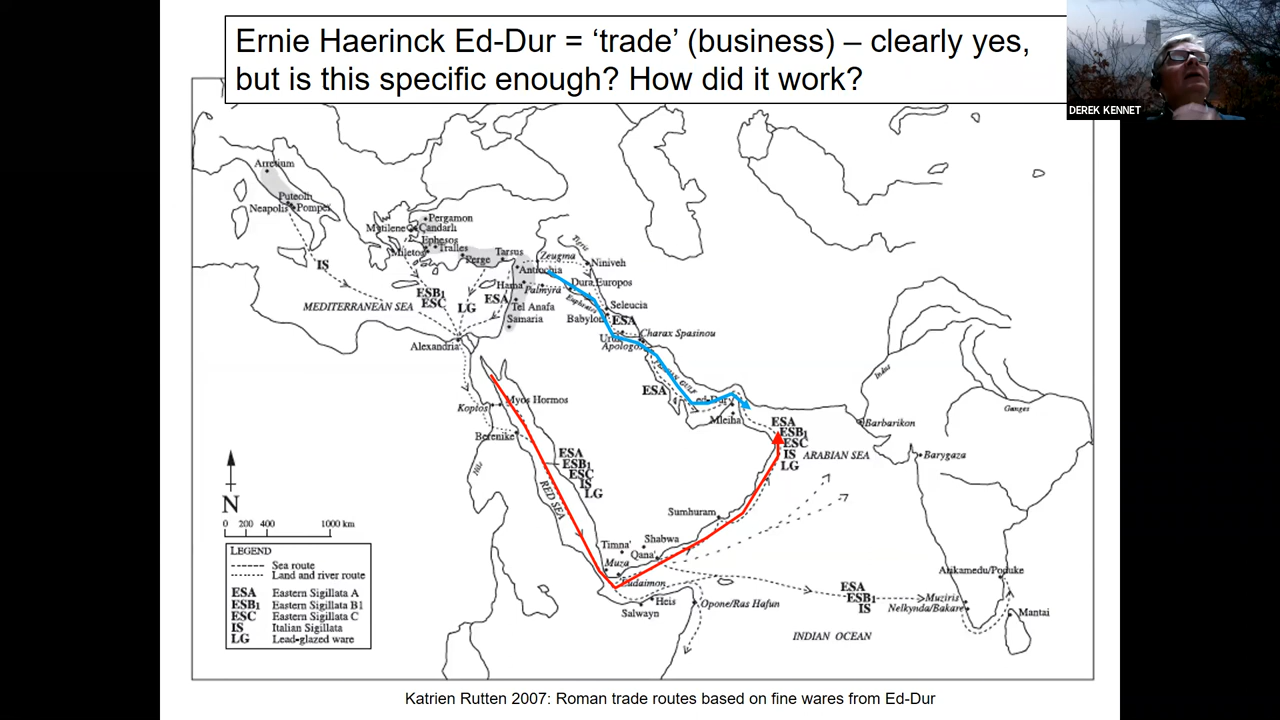 Ernie Haerinck Ed-Dur = ‘trade’ (business) – clearly yes,
but is this specific enough? How did it work?
DEREK KENNET
Arretium
Puteoli
Neapolis
Pompei
IS
MEDITERRANEAN SEA
Pergamon
Mytilene
Çandarlı
Ephesos
Tralles
Miletos
Perge
Tarsus
Zeugma
Tigris
Niniveh
Antiochia
Hama
Palmyra
Dura Europos
Euphrates
ESB1
ESC
LG
ESA
Tel Anafa
Samaria
Seleucia
Babylon
ESA
Charax Spasinou
Uruk
Apologos
Alexandria
ESA
ed-Dur
Mleiha
Koptos
Myos Hormos
Berenike
Nile
RED SEA
ESA
ESB1
ESC
IS
LG
ESA
ESB1
ESC
IS
LG
ARABIAN SEA
Indus
Ganges
Barbarikon
Barygaza
Sumhuram
Shabwa
Timna'
Qana'
Muza
Eudaimon
Heis
Salwayn
Opone/Ras Hafun
ESA
ESB1
IS
Muziris
Nelkynda/Bakare
Arikamedu/Poduke
Mantai
INDIAN OCEAN
N
0 200 400 1000 km
LEGEND
Sea route
Land and river route
ESA Eastern Sigillata A
ESB1 Eastern Sigillata B1
ESC Eastern Sigillata C
IS Italian Sigillata
LG Lead-glazed ware
Katrien Rutten 2007: Roman trade routes based on fine wares from Ed-Dur